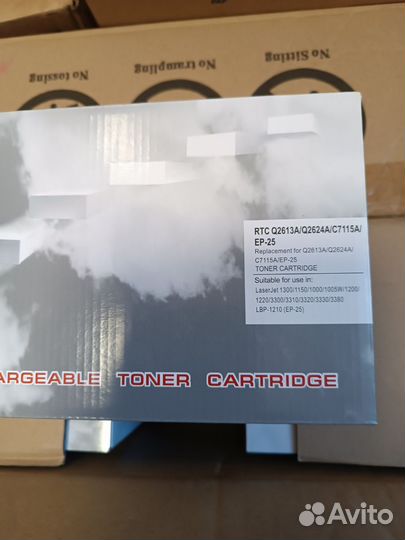 No Sitting
No trampling
No tossing
RTC Q2613A/Q2624A/C7115A/
EP-25
Replacement for Q2613A/Q2624A/
C7115A/EP-25
TONER CARTRIDGE
Suitable for use in:
LaserJet 1300/1150/1000/1005W/1200/
1220/3300/3310/3320/3330/3380
LBP-1210 (EP-25)
ARGEABLE TONER CARTRIDGE
Avito